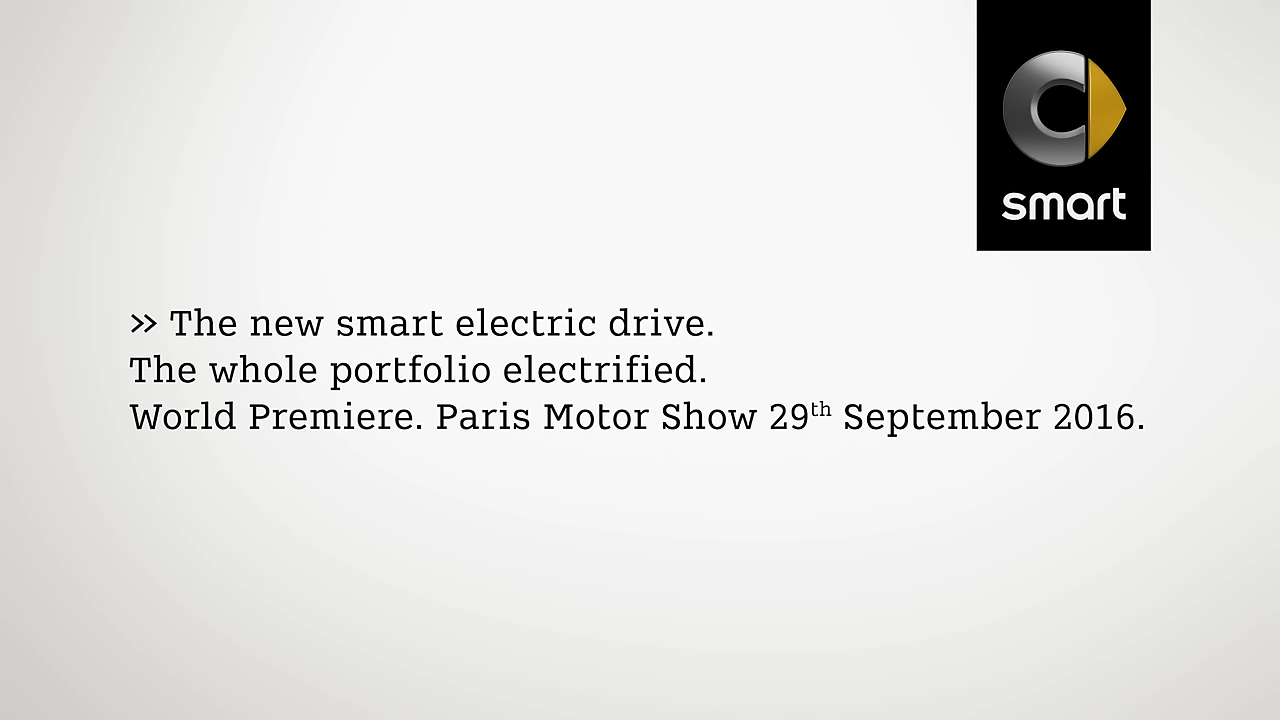 smart
>> The new smart electric drive.
The whole portfolio electrified.
World Premiere. Paris Motor Show 29th September 2016.